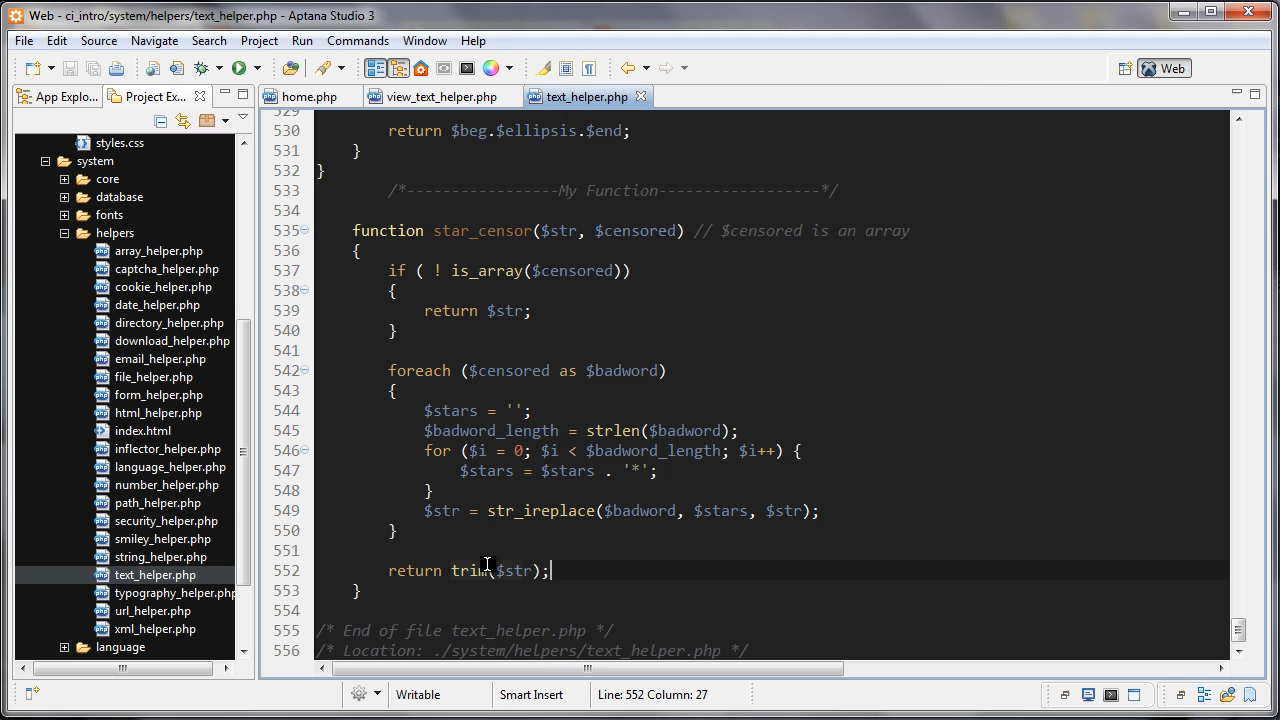 Web - ci_intro/system/helpers/text_helper.php - Aptana Studio 3
File Edit Source Navigate Search Project Run Commands Window Help
Web
App Explo... Project Ex...
home.php view_text_helper.php text_helper.php
styles.css
system
core
database
fonts
helpers
array_helper.php
captcha_helper.php
cookie_helper.php
date_helper.php
directory_helper.php
download_helper.php
email_helper.php
file_helper.php
form_helper.php
html_helper.php
index.html
inflector_helper.php
language_helper.php
number_helper.php
path_helper.php
security_helper.php
smiley_helper.php
string_helper.php
text_helper.php
typography_helper.php
url_helper.php
xml_helper.php
language
529
530 return $beg.$ellipsis.$end;
531 }
532 }
533 /*-----------------My Function------------------*/
534
535 function star_censor($str, $censored) // $censored is an array
536 {
537 if ( ! is_array($censored))
538 {
539 return $str;
540 }
541
542 foreach ($censored as $badword)
543 {
544 $stars = '';
545 $badword_length = strlen($badword);
546 for ($i = 0; $i < $badword_length; $i++) {
547 $stars = $stars . '*';
548 }
549 $str = str_ireplace($badword, $stars, $str);
550 }
551
552 return trim($str);
553 }
554
555 /* End of file text_helper.php */
556 /* Location: ./system/helpers/text_helper.php */
Writable Smart Insert Line: 552 Column: 27